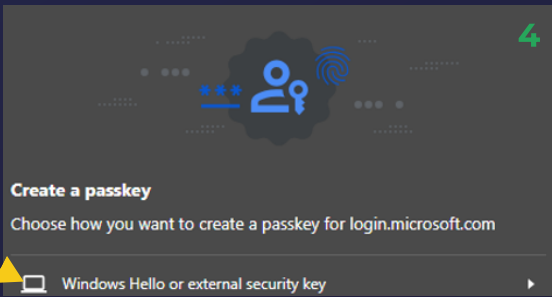 4
***
Create a passkey
Choose how you want to create a passkey for login.microsoft.com
Windows Hello or external security key